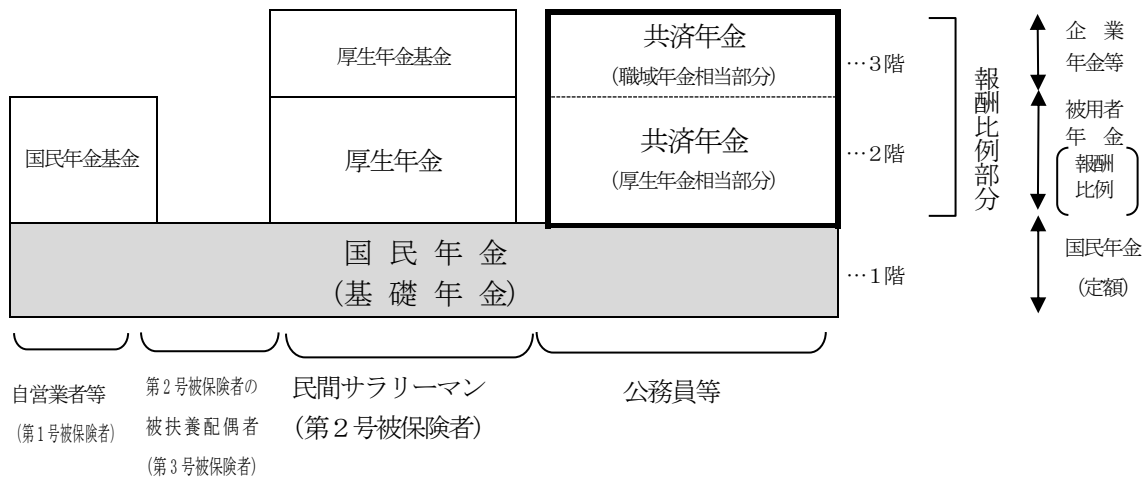 厚生年金基金
共済年金
(職域年金相当部分)
…3階
国民年金基金
厚生年金
共済年金
(厚生年金相当部分)
…2階
報酬比例部分
企 業
年金等
被用者
年 金
報酬
比例
国 民 年 金
(基 礎 年 金)
…1階
国民年金
(定額)
自営業者等
(第1号被保険者)
第2号被保険者の
被扶養配偶者
(第3号被保険者)
民間サラリーマン
(第2号被保険者)
公務員等